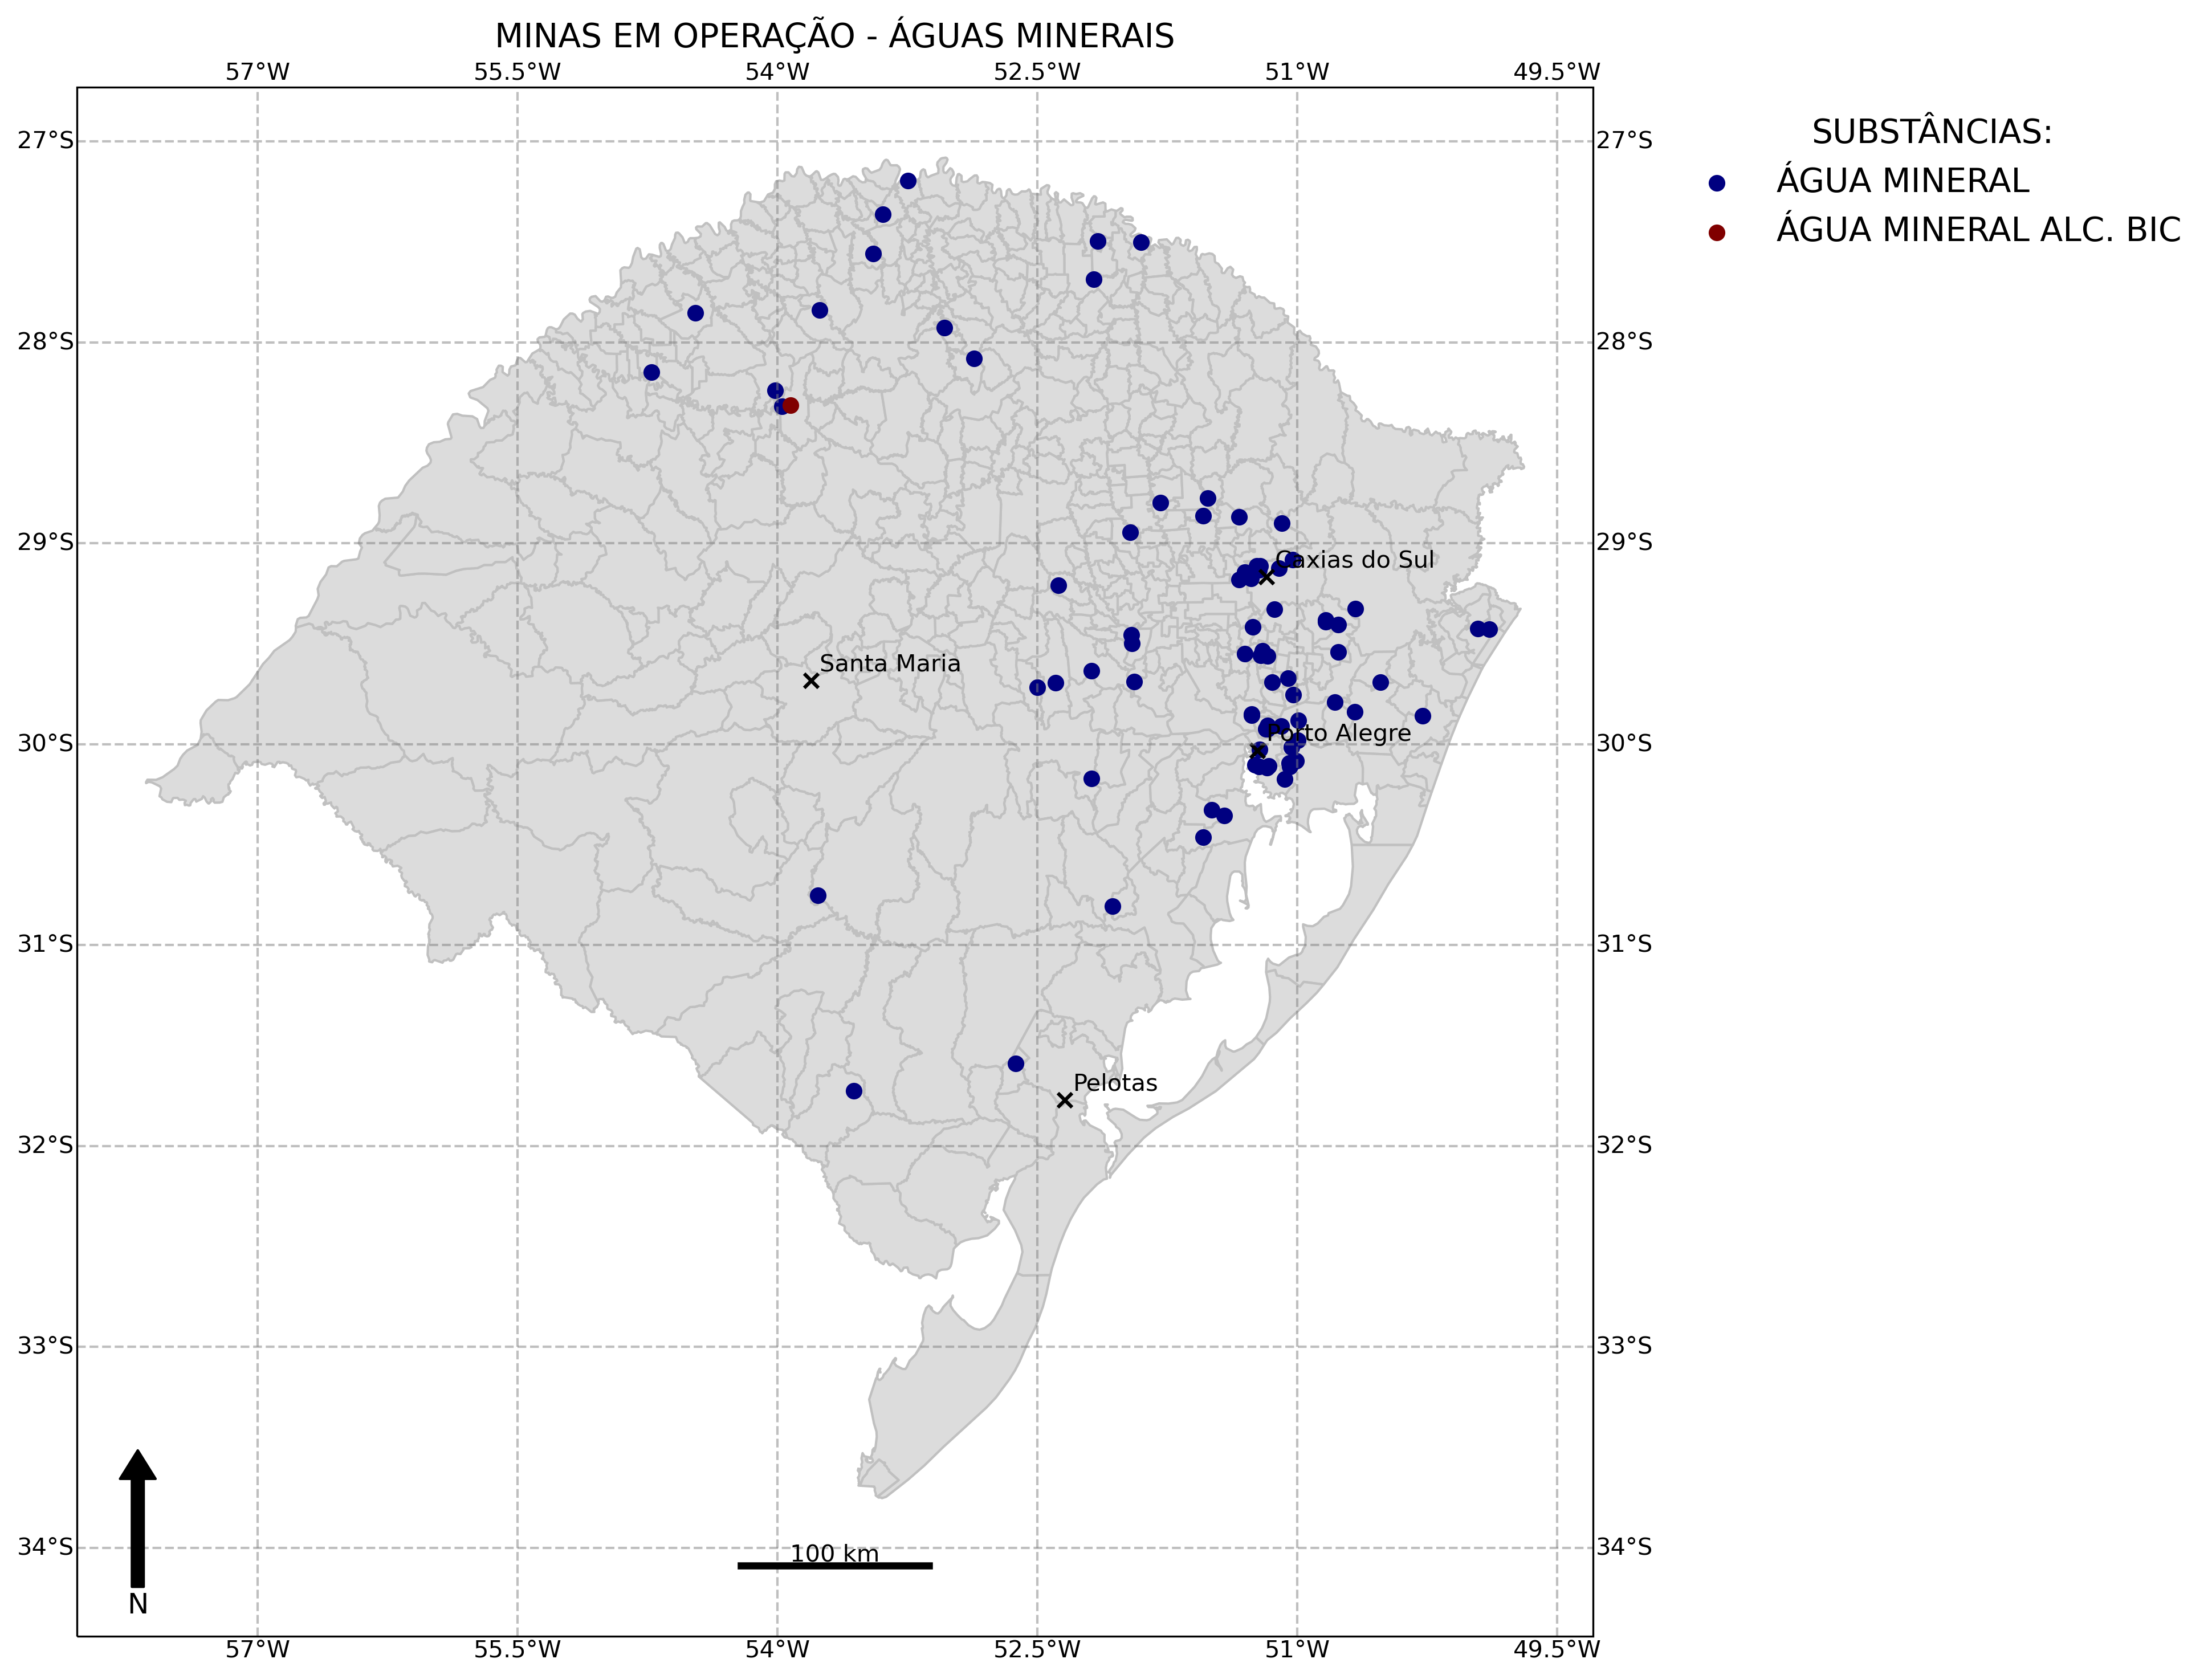 MINAS EM OPERAÇÃO - ÁGUAS MINERAIS
57°W 55.5°W 54°W 52.5°W 51°W 49.5°W
SUBSTÂNCIAS:
ÁGUA MINERAL
ÁGUA MINERAL ALC. BIC
27°S 27°S
28°S 28°S
29°S 29°S
Caxias do Sul
Santa Maria
Porto Alegre
30°S 30°S
31°S 31°S
Pelotas
32°S 32°S
33°S 33°S
34°S 34°S
100 km
N
57°W 55.5°W 54°W 52.5°W 51°W 49.5°W